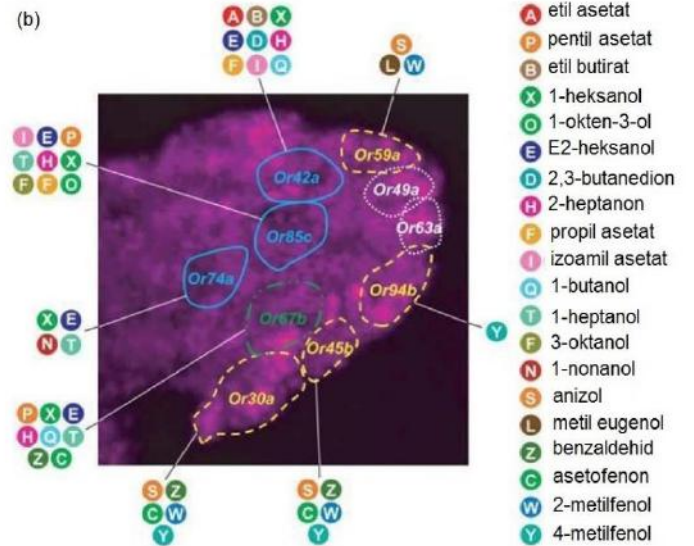 (b)
A B X
E D H
F I Q
S
L W
I E P
T H X
F F O
X E
N T
P X E
H Q T
Z C
S Z
C W
Y
S Z
C W
Y
Y
Or59a
Or42a
Or49a
Or63a
Or85c
Or74a
Or94b
Or67b
Or45b
Or30a
A etil asetat
P pentil asetat
B etil butirat
X 1-heksanol
O 1-okten-3-ol
E E2-heksanol
D 2,3-butanedion
H 2-heptanon
F propil asetat
I izoamil asetat
Q 1-butanol
T 1-heptanol
F 3-oktanol
N 1-nonanol
S anizol
L metil eugenol
Z benzaldehid
C asetofenon
W 2-metilfenol
Y 4-metilfenol